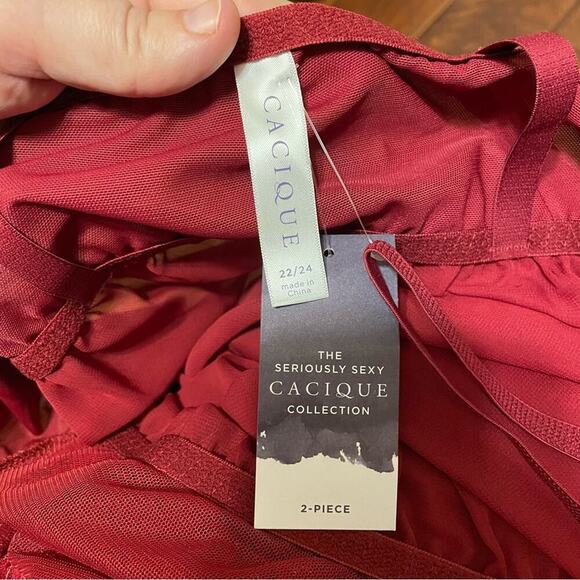 CACIQUE
22/24
made in
China
THE
SERIOUSLY SEXY
CACIQUE
COLLECTION
2-PIECE